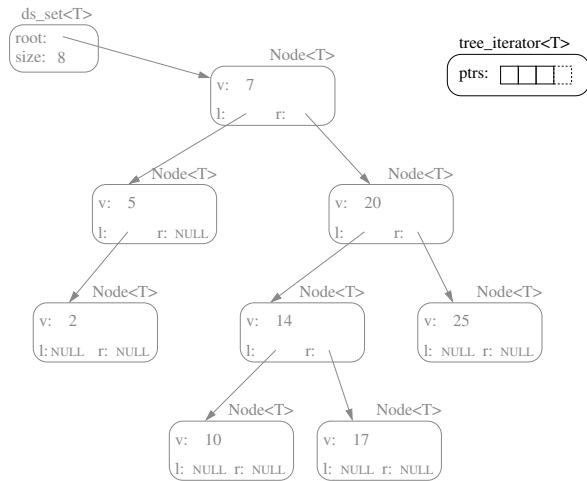 ds_set<T>
root:
size: 8
tree_iterator<T>
ptrs:
Node<T>
v: 7
l: r:
Node<T>
v: 5
l: r: NULL
Node<T>
v: 20
l: r:
Node<T>
v: 2
l: NULL r: NULL
Node<T>
v: 14
l: r:
Node<T>
v: 25
l: NULL r: NULL
Node<T>
v: 10
l: NULL r: NULL
Node<T>
v: 17
l: NULL r: NULL